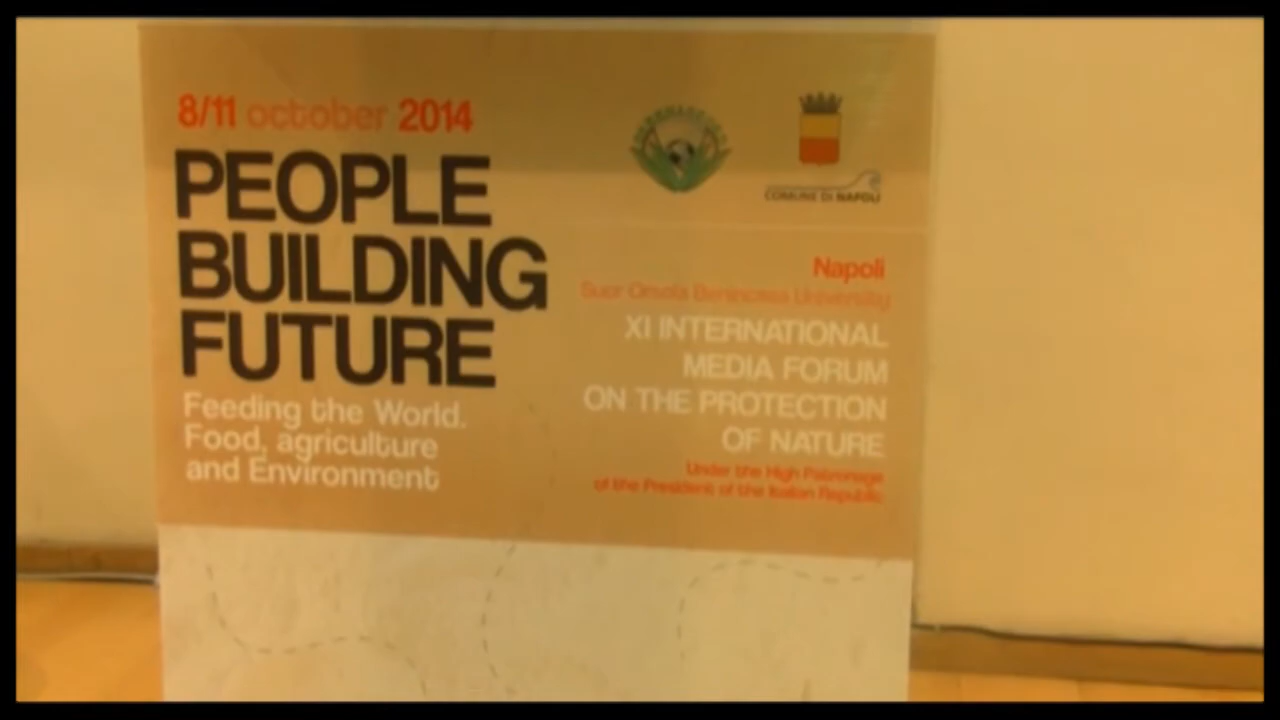 8/11 october 2014
PEOPLE
BUILDING
FUTURE
Feeding the World.
Food, agriculture
and Environment
COMUNE DI NAPOLI
Napoli
Suor Orsola Benincasa University
XI INTERNATIONAL
MEDIA FORUM
ON THE PROTECTION
OF NATURE
Under the High Patronage
of the President of the Italian Republic